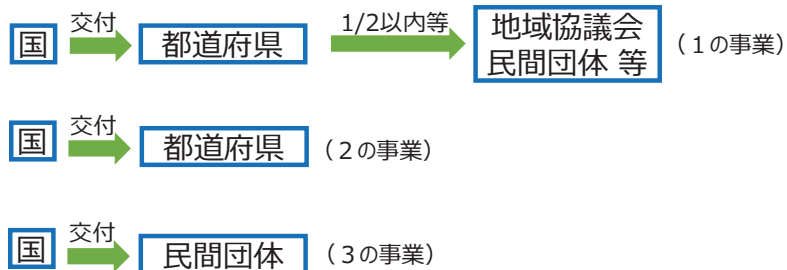 国 交付 都道府県 1/2以内等 地域協議会
民間団体 等 （１の事業）
国 交付 都道府県 （２の事業）
国 交付 民間団体 （３の事業）